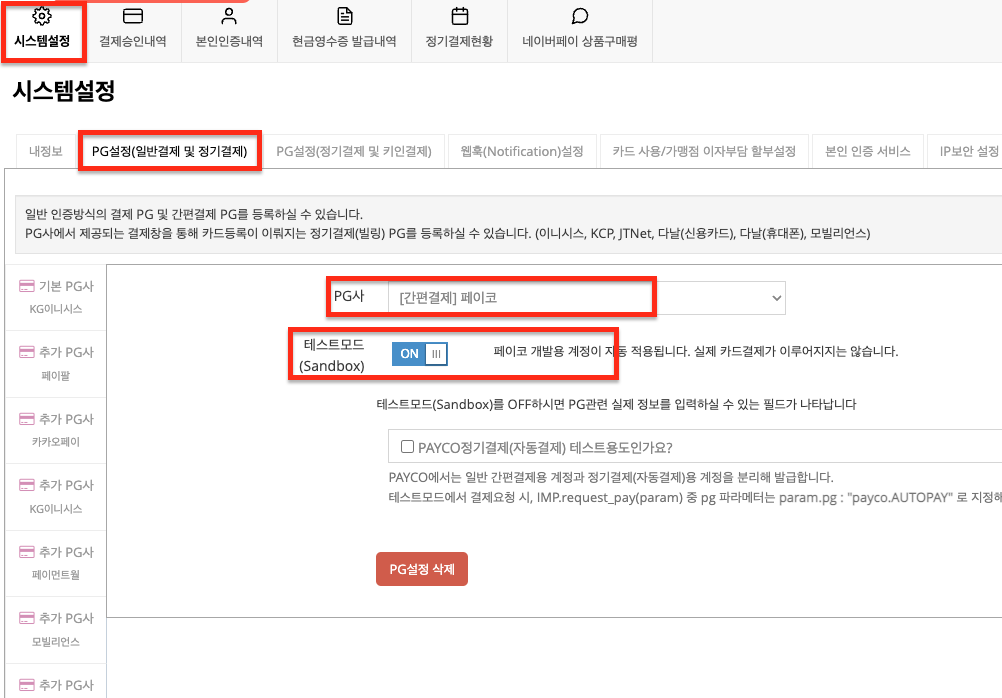 시스템설정
결제승인내역
본인인증내역
현금영수증 발급내역
정기결제현황
네이버페이 상품구매평
시스템설정
내정보
PG설정(일반결제 및 정기결제)
PG설정(정기결제 및 키인결제)
웹훅(Notification)설정
카드 사용/가맹점 이자부담 할부설정
본인 인증 서비스
IP보안 설정
일반 인증방식의 결제 PG 및 간편결제 PG를 등록하실 수 있습니다.
PG사에서 제공되는 결제창을 통해 카드등록이 이뤄지는 정기결제(빌링) PG를 등록하실 수 있습니다. (이니시스, KCP, JTNet, 다날(신용카드), 다날(휴대폰), 모빌리언스)
기본 PG사
KG이니시스
추가 PG사
페이팔
추가 PG사
카카오페이
추가 PG사
KG이니시스
추가 PG사
페이먼트월
추가 PG사
모빌리언스
추가 PG사
PG사
[간편결제] 페이코
테스트모드
(Sandbox)
ON
페이코 개발용 계정이 자동 적용됩니다. 실제 카드결제가 이루어지지는 않습니다.
테스트모드(Sandbox)를 OFF하시면 PG관련 실제 정보를 입력하실 수 있는 필드가 나타납니다
PAYCO정기결제(자동결제) 테스트용도인가요?
PAYCO에서는 일반 간편결제용 계정과 정기결제(자동결제)용 계정을 분리해 발급합니다.
테스트모드에서 결제요청 시, IMP.request_pay(param) 중 pg 파라메터는 param.pg : "payco.AUTOPAY" 로 지정해
PG설정 삭제